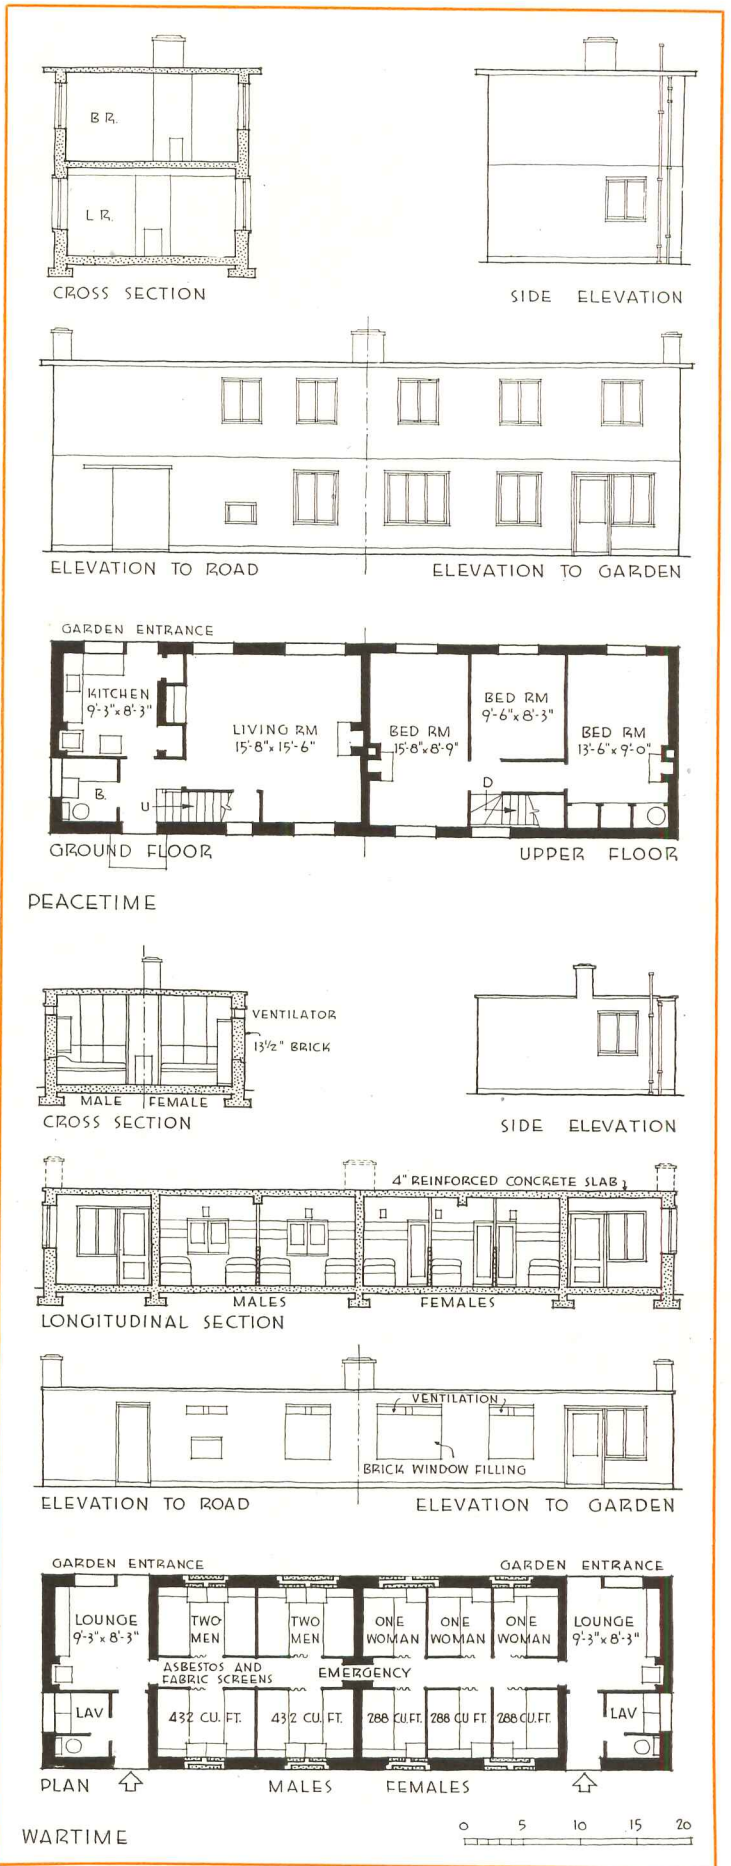 B R.
L R.
CROSS SECTION
SIDE ELEVATION
ELEVATION TO ROAD
ELEVATION TO GARDEN
GARDEN ENTRANCE
KITCHEN
9'-3" x 8'-3"
LIVING RM
15'-8" x 15'-6"
BED RM
15'-8" x 8'-9"
BED RM
9'-6" x 8'-3"
BED RM
13'-6" x 9'-0"
B.
U
D
GROUND FLOOR
UPPER FLOOR
PEACETIME
VENTILATOR
13½" BRICK
MALE FEMALE
CROSS SECTION
SIDE ELEVATION
4" REINFORCED CONCRETE SLAB
MALES
FEMALES
LONGITUDINAL SECTION
VENTILATION
BRICK WINDOW FILLING
ELEVATION TO ROAD
ELEVATION TO GARDEN
GARDEN ENTRANCE
GARDEN ENTRANCE
LOUNGE
9'-3" x 8'-3"
TWO
MEN
TWO
MEN
ONE
WOMAN
ONE
WOMAN
ONE
WOMAN
LOUNGE
9'-3" x 8'-3"
ASBESTOS AND
FABRIC SCREENS
EMERGENCY
LAV
432 CU. FT.
432 CU. FT.
288 CU. FT.
288 CU FT.
288 CU. FT.
LAV
PLAN
MALES
FEMALES
WARTIME
0 5 10 15 20